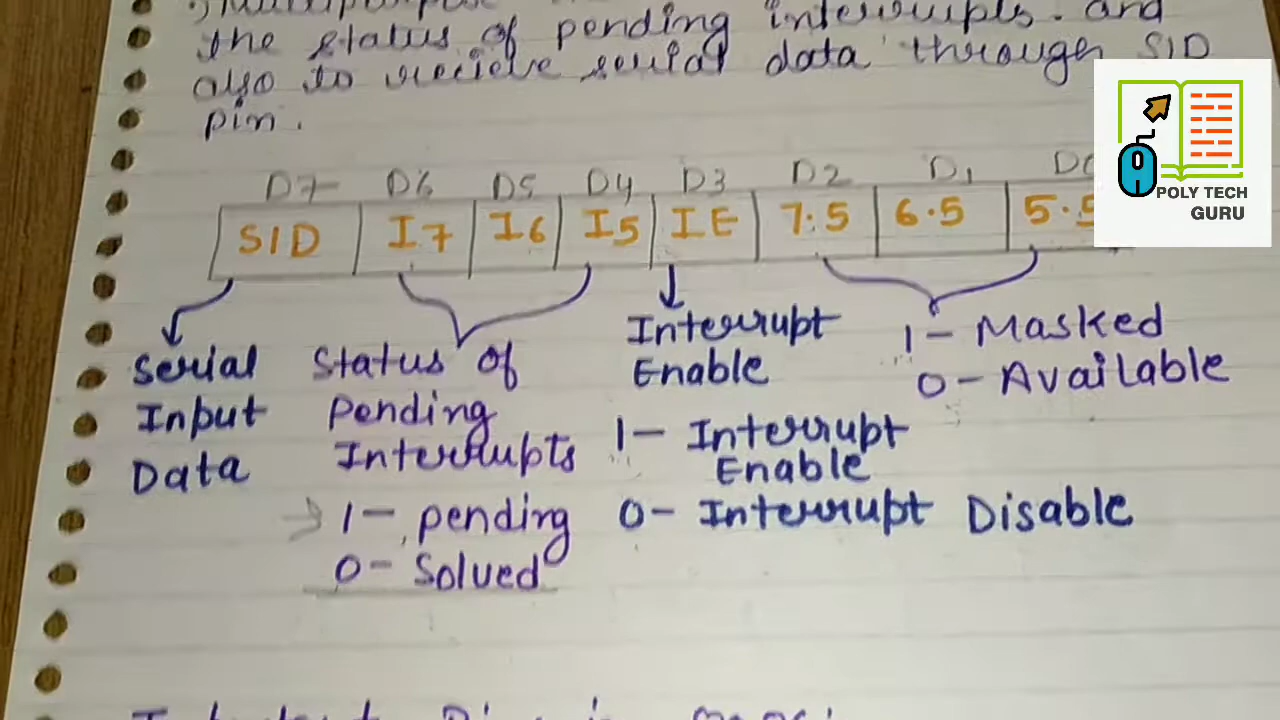 Multipurpose
the status of pending interrupts. and
also to recieve serial data through SID
pin.
D7 D6 D5 D4 D3 D2 D1
SID I7 I6 I5 IE 7.5 6.5 5.5
Serial
Input
Data
Status of
Pending
Interrupts
1 - pending
0 - Solved
Interrupt
Enable
1 - Interrupt
Enable
0 - Interrupt Disable
1 - Masked
0 - Available
POLY TECH
GURU